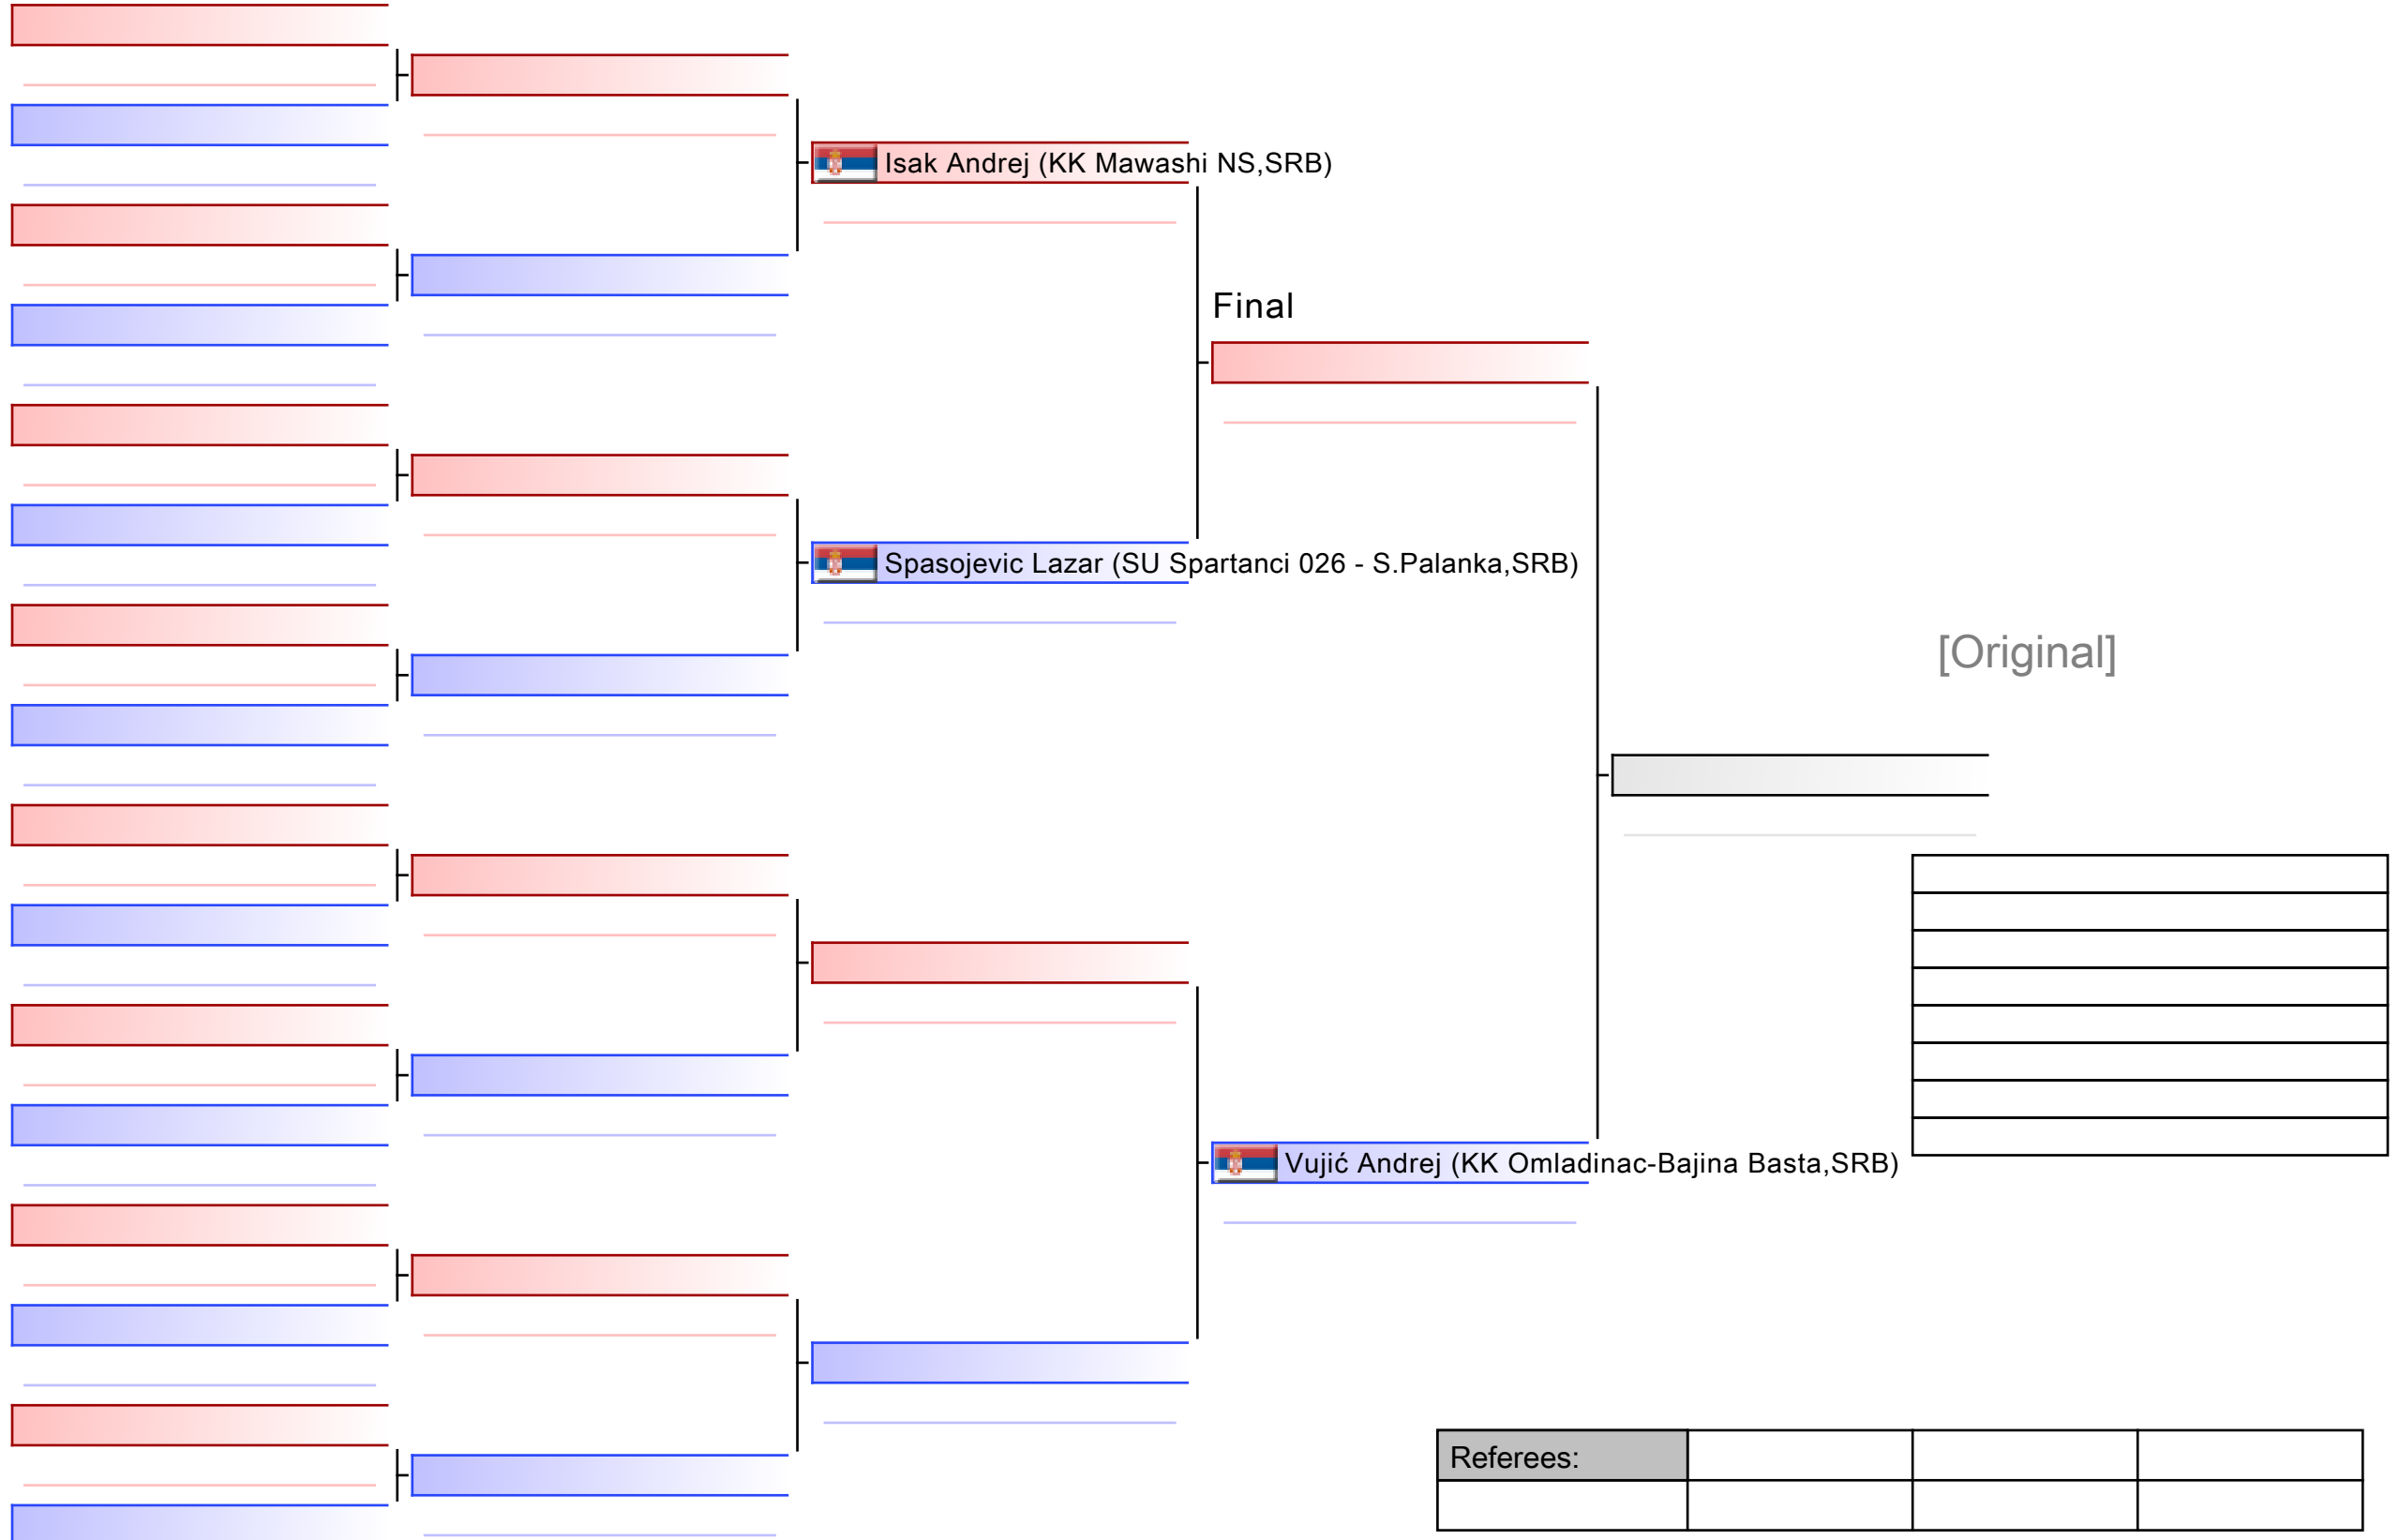 Isak Andrej (KK Mawashi NS,SRB)
Final
Spasojevic Lazar (SU Spartanci 026 - S.Palanka,SRB)
[Original]
Vujić Andrej (KK Omladinac-Bajina Basta,SRB)
Referees: